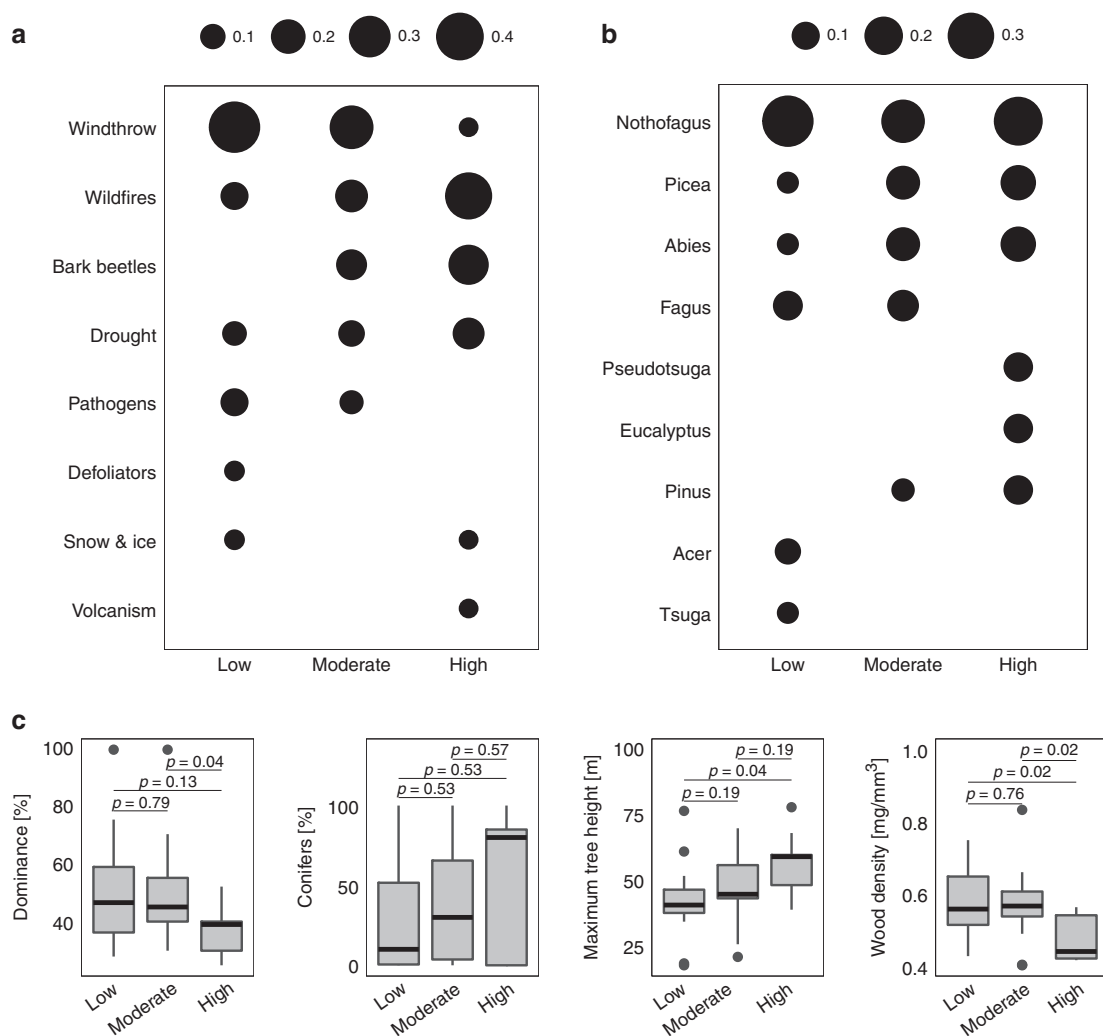 a
0.1 0.2 0.3 0.4
Windthrow
Wildfires
Bark beetles
Drought
Pathogens
Defoliators
Snow & ice
Volcanism
Low Moderate High
b
0.1 0.2 0.3
Nothofagus
Picea
Abies
Fagus
Pseudotsuga
Eucalyptus
Pinus
Acer
Tsuga
Low Moderate High
c
Dominance [%]
100
80
60
40
p = 0.04
p = 0.13
p = 0.79
Low Moderate High
Conifers [%]
100
50
0
p = 0.57
p = 0.53
p = 0.53
Low Moderate High
Maximum tree height [m]
100
75
50
25
p = 0.19
p = 0.04
p = 0.19
Low Moderate High
Wood density [mg/mm³]
1.0
0.8
0.6
0.4
p = 0.02
p = 0.02
p = 0.76
Low Moderate High